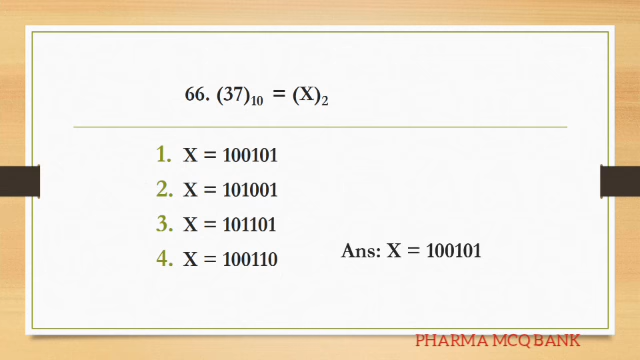 66. (37)₁₀ = (X)₂
1. X = 100101
2. X = 101001
3. X = 101101
4. X = 100110
Ans: X = 100101
PHARMA MCQ BANK